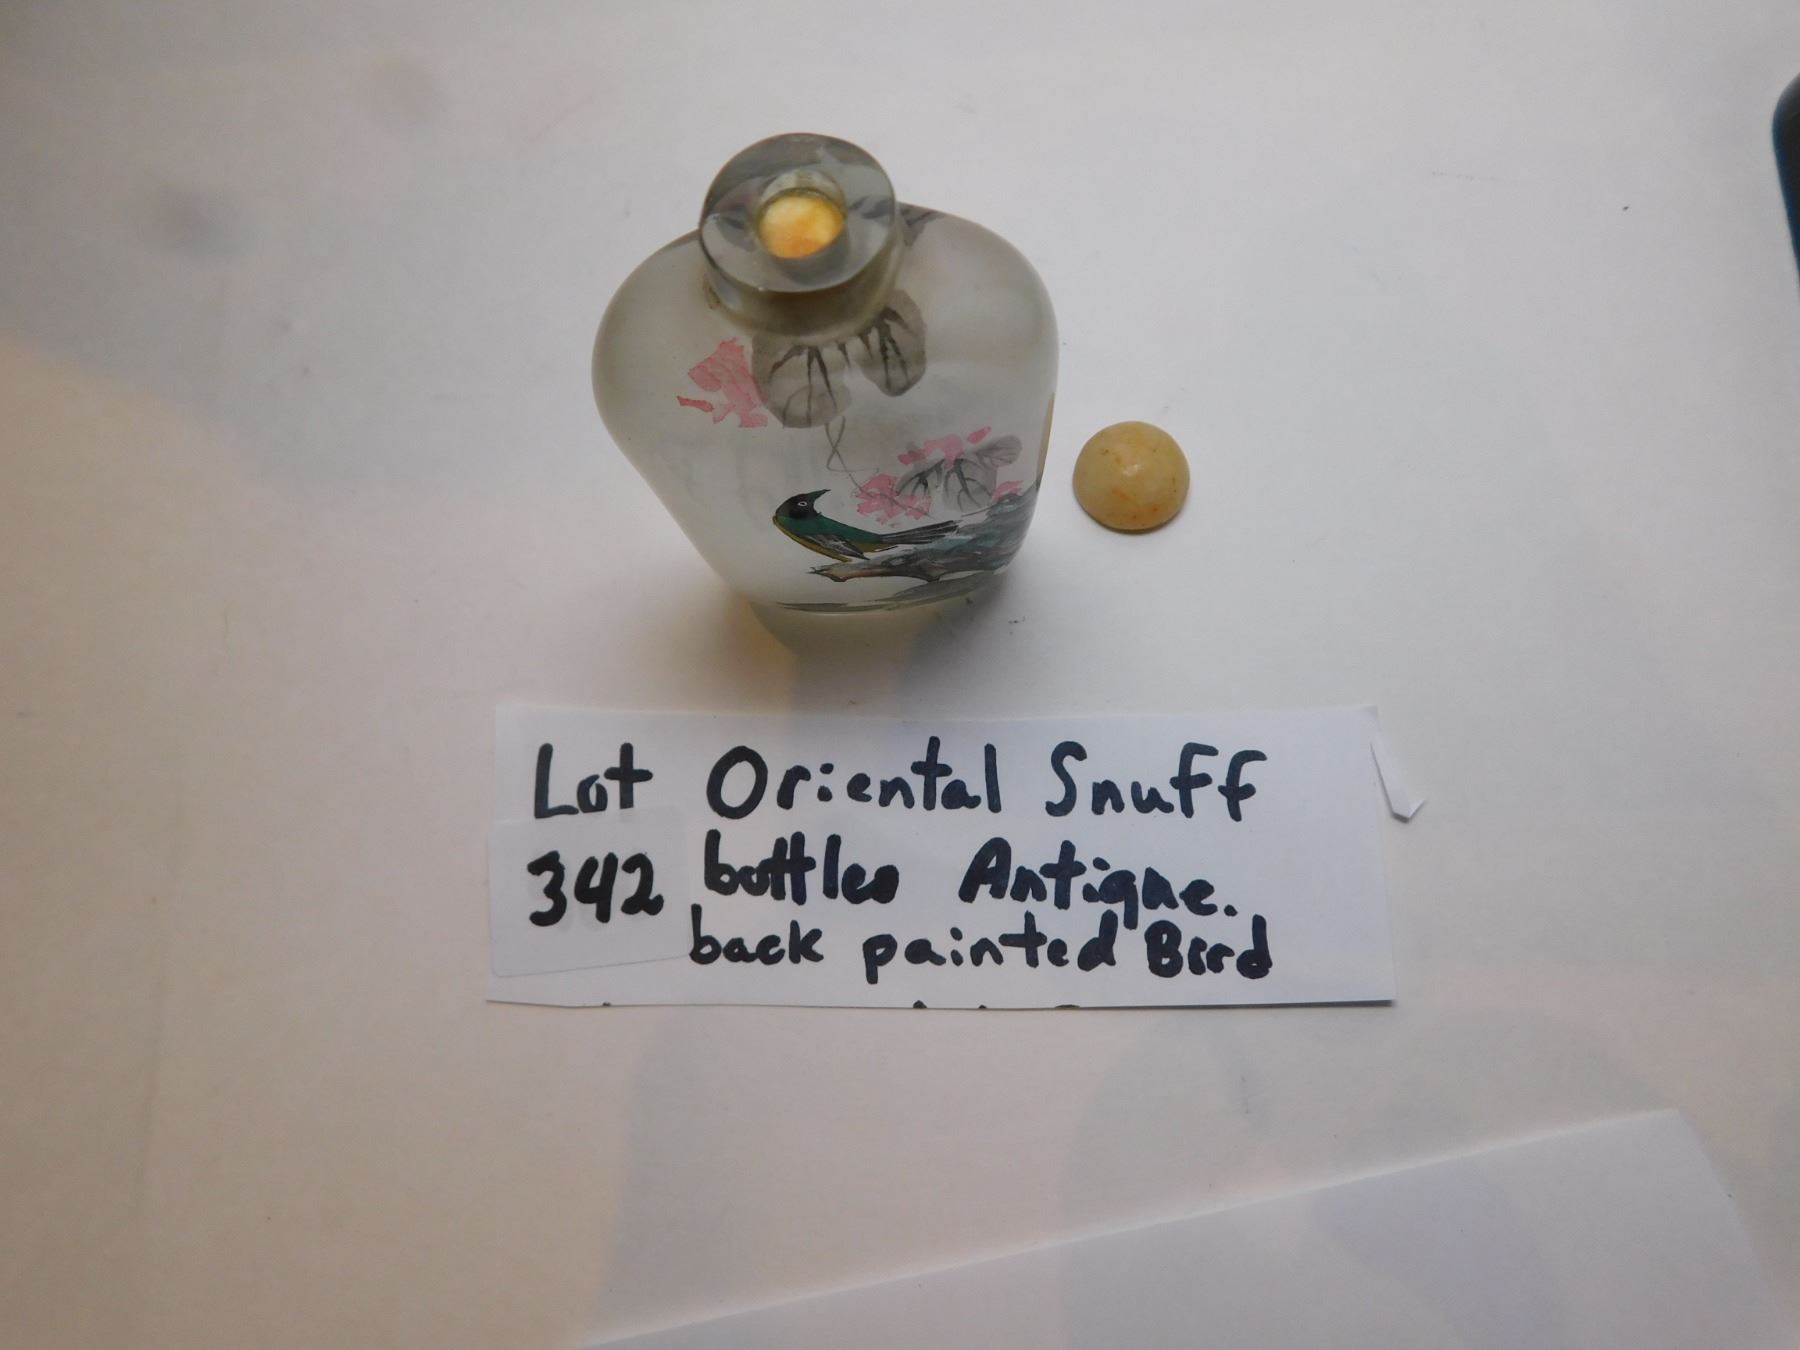 Lot Oriental Snuff
342 bottles Antique.
back painted Bird